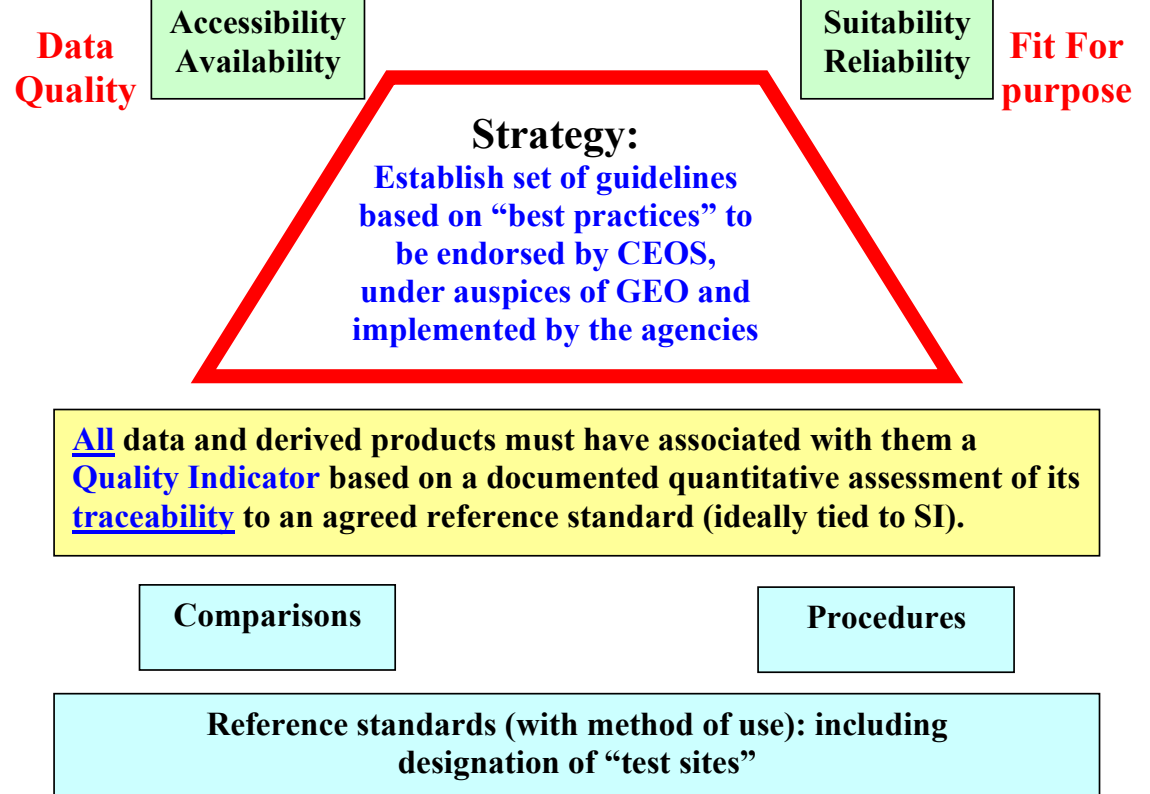 Data
Quality
Accessibility
Availability
Suitability
Reliability
Fit For
purpose
Strategy:
Establish set of guidelines
based on “best practices” to
be endorsed by CEOS,
under auspices of GEO and
implemented by the agencies
All data and derived products must have associated with them a
Quality Indicator based on a documented quantitative assessment of its
traceability to an agreed reference standard (ideally tied to SI).
Comparisons
Procedures
Reference standards (with method of use): including
designation of “test sites”